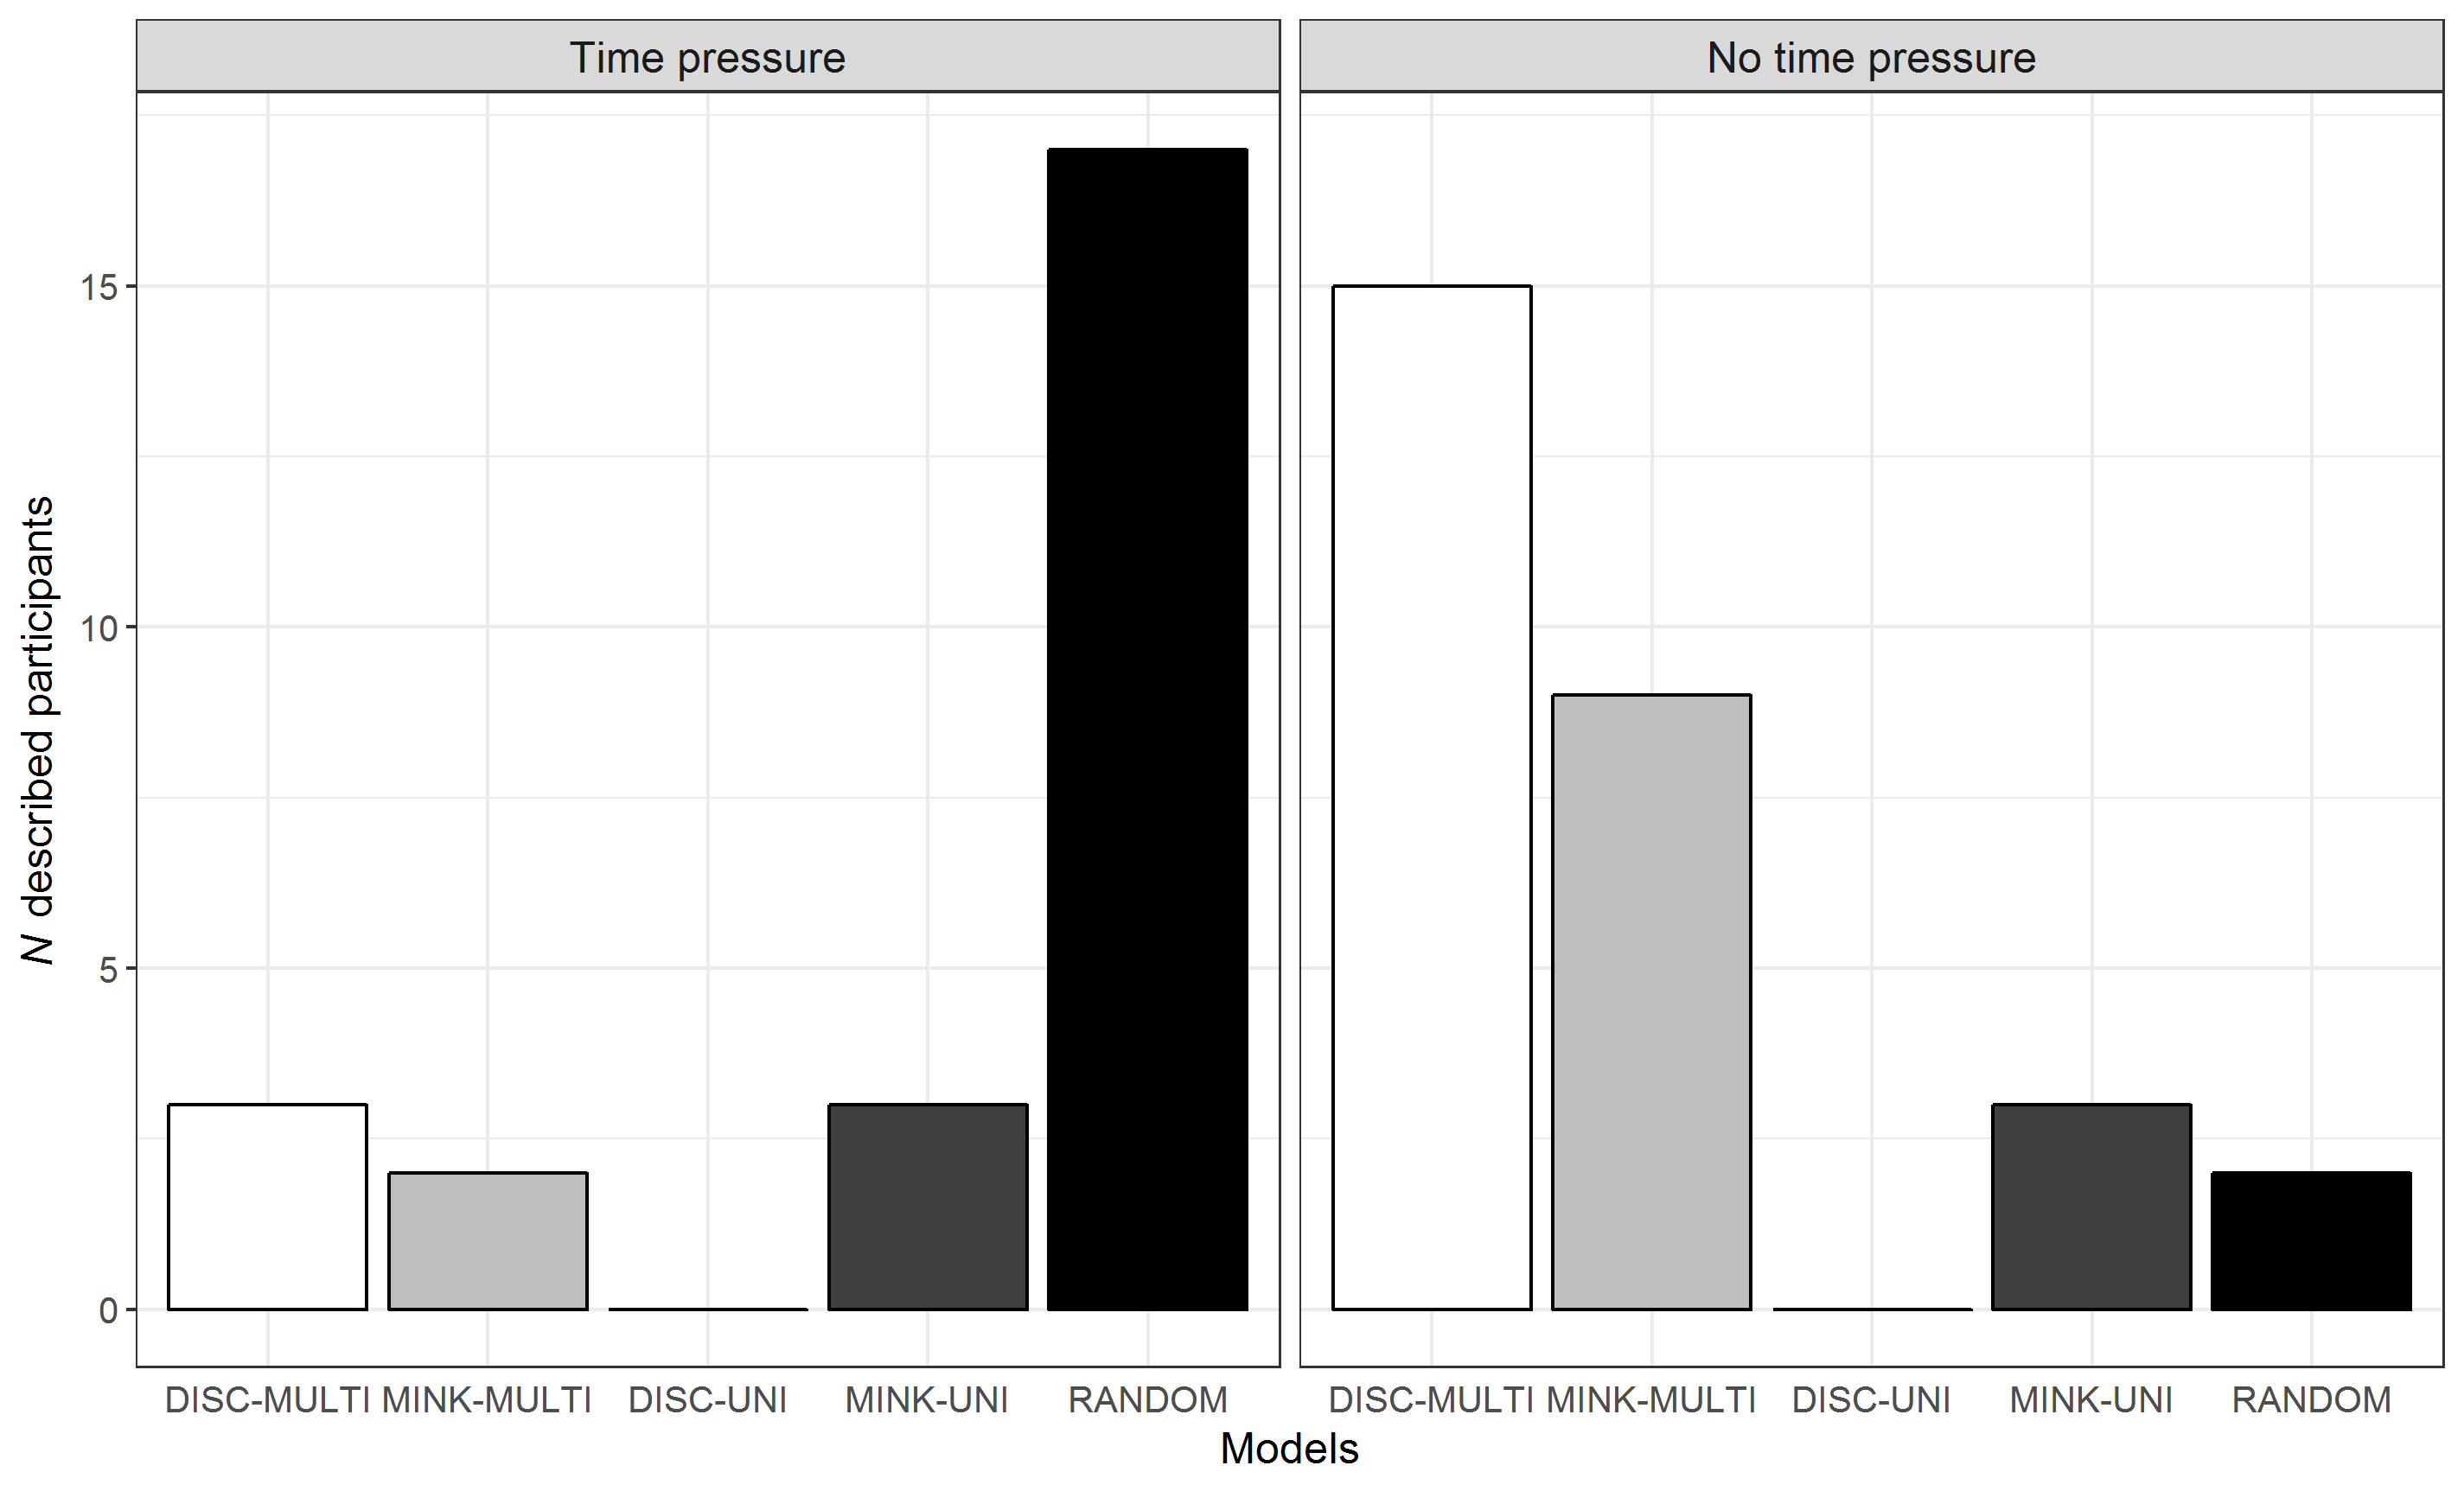 Time pressure
No time pressure
N described participants
15
10
5
0
DISC-MULTI MINK-MULTI DISC-UNI MINK-UNI RANDOM
DISC-MULTI MINK-MULTI DISC-UNI MINK-UNI RANDOM
Models